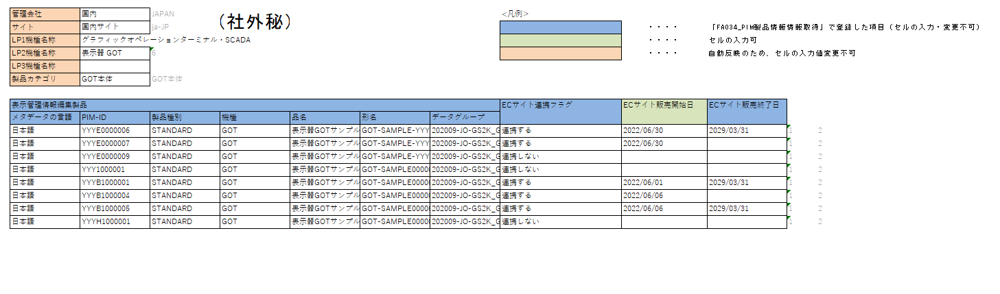 管理会社 国内 JAPAN
(社外秘)
<凡例>
サイト 国内サイト ja-JP
・・・・ 「FA034_PIM製品情報情報取得」で登録した項目（セルの入力・変更不可）
LP1機種名称 グラフィックオペレーションターミナル・SCADA
・・・・ セルの入力可
LP2機種名称 表示器 GOT 6
・・・・ 自動反映のため、セルの入力値変更不可
LP3機種名称
製品カテゴリ GOT本体 GOT本体
表示管理情報編集製品 ECサイト連携フラグ ECサイト販売開始日 ECサイト販売終了日
メタデータの言語 PIM-ID 製品種別 機種 品名 形名 データグループ
日本語 YYYE0000006 STANDARD GOT 表示器GOTサンプル GOT-SAMPLE-YYY 202009-JO-GS2K_G 連携する 2022/06/30 2029/03/31 1 2
日本語 YYYE0000007 STANDARD GOT 表示器GOTサンプル GOT-SAMPLE-YYY 202009-JO-GS2K_G 連携する 2022/06/30 1 2
日本語 YYYE0000009 STANDARD GOT 表示器GOTサンプル GOT-SAMPLE-YYY 202009-JO-GS2K_G 連携しない 1 2
日本語 YYY1000001 STANDARD GOT 表示器GOTサンプル GOT-SAMPLE0000 202009-JO-GS2K_G 連携しない 1 2
日本語 YYYB1000001 STANDARD GOT 表示器GOTサンプル GOT-SAMPLE0000 202009-JO-GS2K_G 連携する 2022/06/01 2029/03/31 1 2
日本語 YYYB1000004 STANDARD GOT 表示器GOTサンプル GOT-SAMPLE0000 202009-JO-GS2K_G 連携する 2022/06/06 1 2
日本語 YYYB1000005 STANDARD GOT 表示器GOTサンプル GOT-SAMPLE0000 202009-JO-GS2K_G 連携する 2022/06/06 2029/03/31 1 2
日本語 YYYH1000001 STANDARD GOT 表示器GOTサンプル GOT-SAMPLE0000 202009-JO-GS2K_G 連携しない 1 2